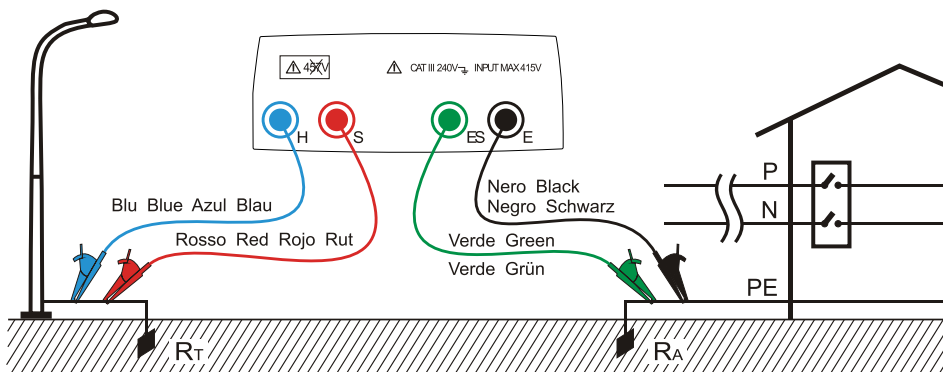 ⚠ 457V
⚠ CAT III 240V⏚ INPUT MAX 415V
H
S
ES
E
P
N
Nero Black
Negro Schwarz
Blu Blue Azul Blau
Rosso Red Rojo Rut
Verde Green
Verde Grün
PE
RT
RA